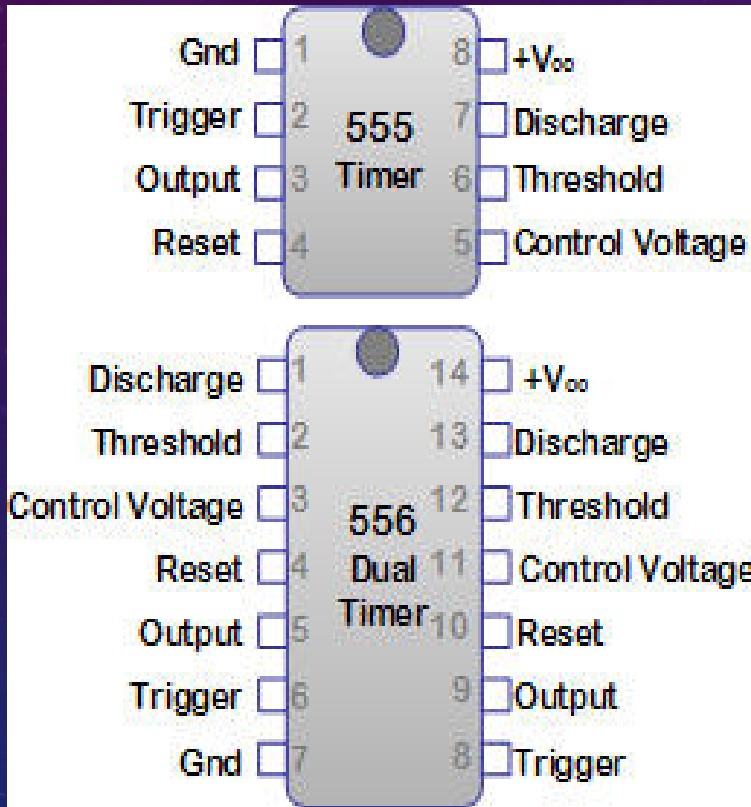 Gnd 1 8 +Vcc
Trigger 2 555 7 Discharge
Output 3 Timer 6 Threshold
Reset 4 5 Control Voltage
Discharge 1 14 +Vcc
Threshold 2 13 Discharge
Control Voltage 3 556 12 Threshold
Reset 4 Dual 11 Control Voltage
Output 5 Timer 10 Reset
Trigger 6 9 Output
Gnd 7 8 Trigger